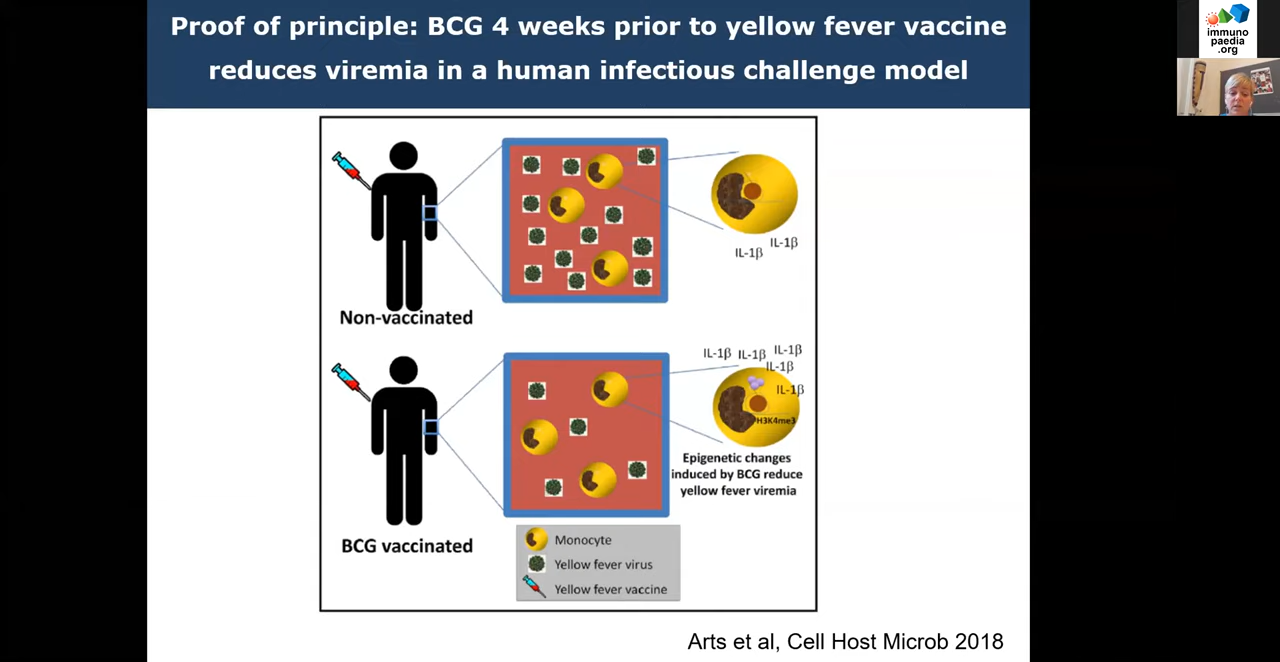 Proof of principle: BCG 4 weeks prior to yellow fever vaccine
reduces viremia in a human infectious challenge model
immuno
paedia
.org
IL-1β
IL-1β
Non-vaccinated
IL-1β IL-1β IL-1β
IL-1β
IL-1β
H3K4me3
Epigenetic changes
induced by BCG reduce
yellow fever viremia
BCG vaccinated
Monocyte
Yellow fever virus
Yellow fever vaccine
Arts et al, Cell Host Microb 2018